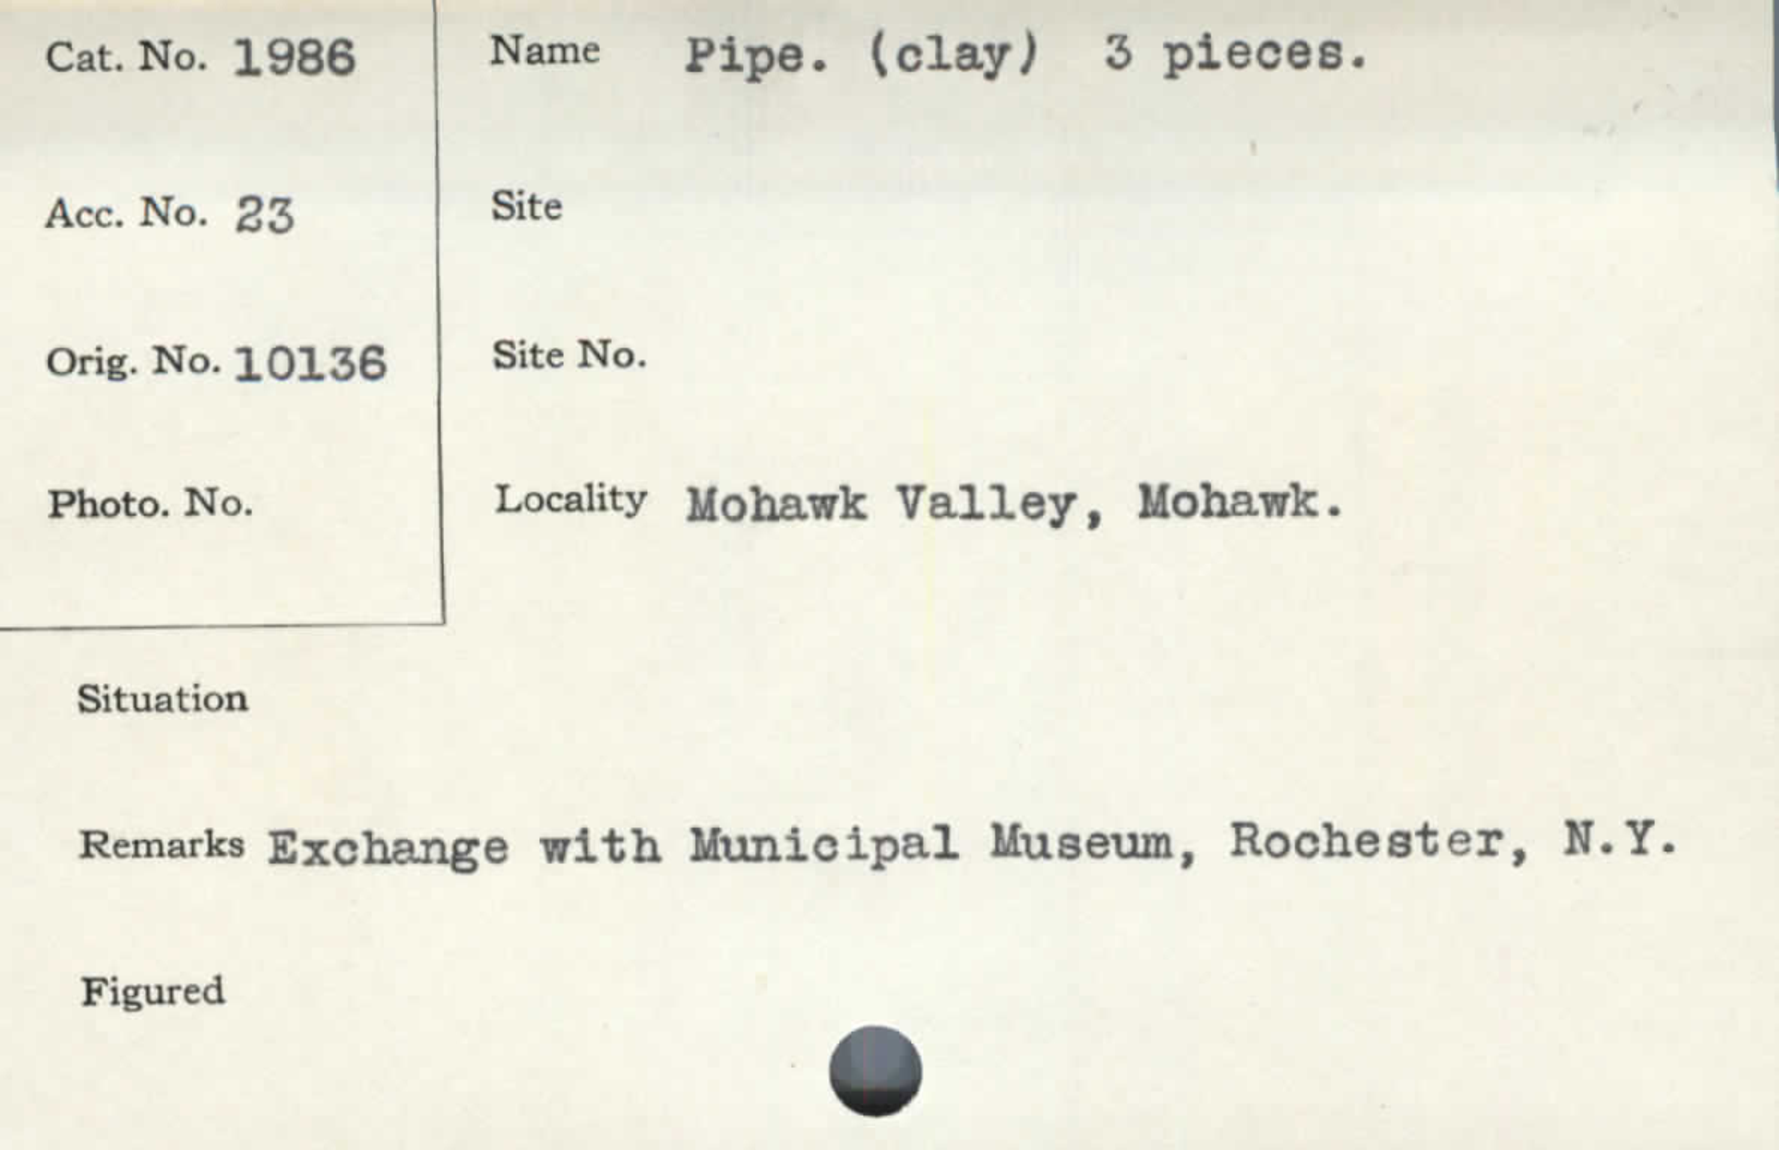 Cat. No. 1986
Name Pipe. (clay) 3 pieces.
Acc. No. 23
Site
Orig. No. 10136
Site No.
Photo. No.
Locality Mohawk Valley, Mohawk.
Situation
Remarks Exchange with Municipal Museum, Rochester, N.Y.
Figured